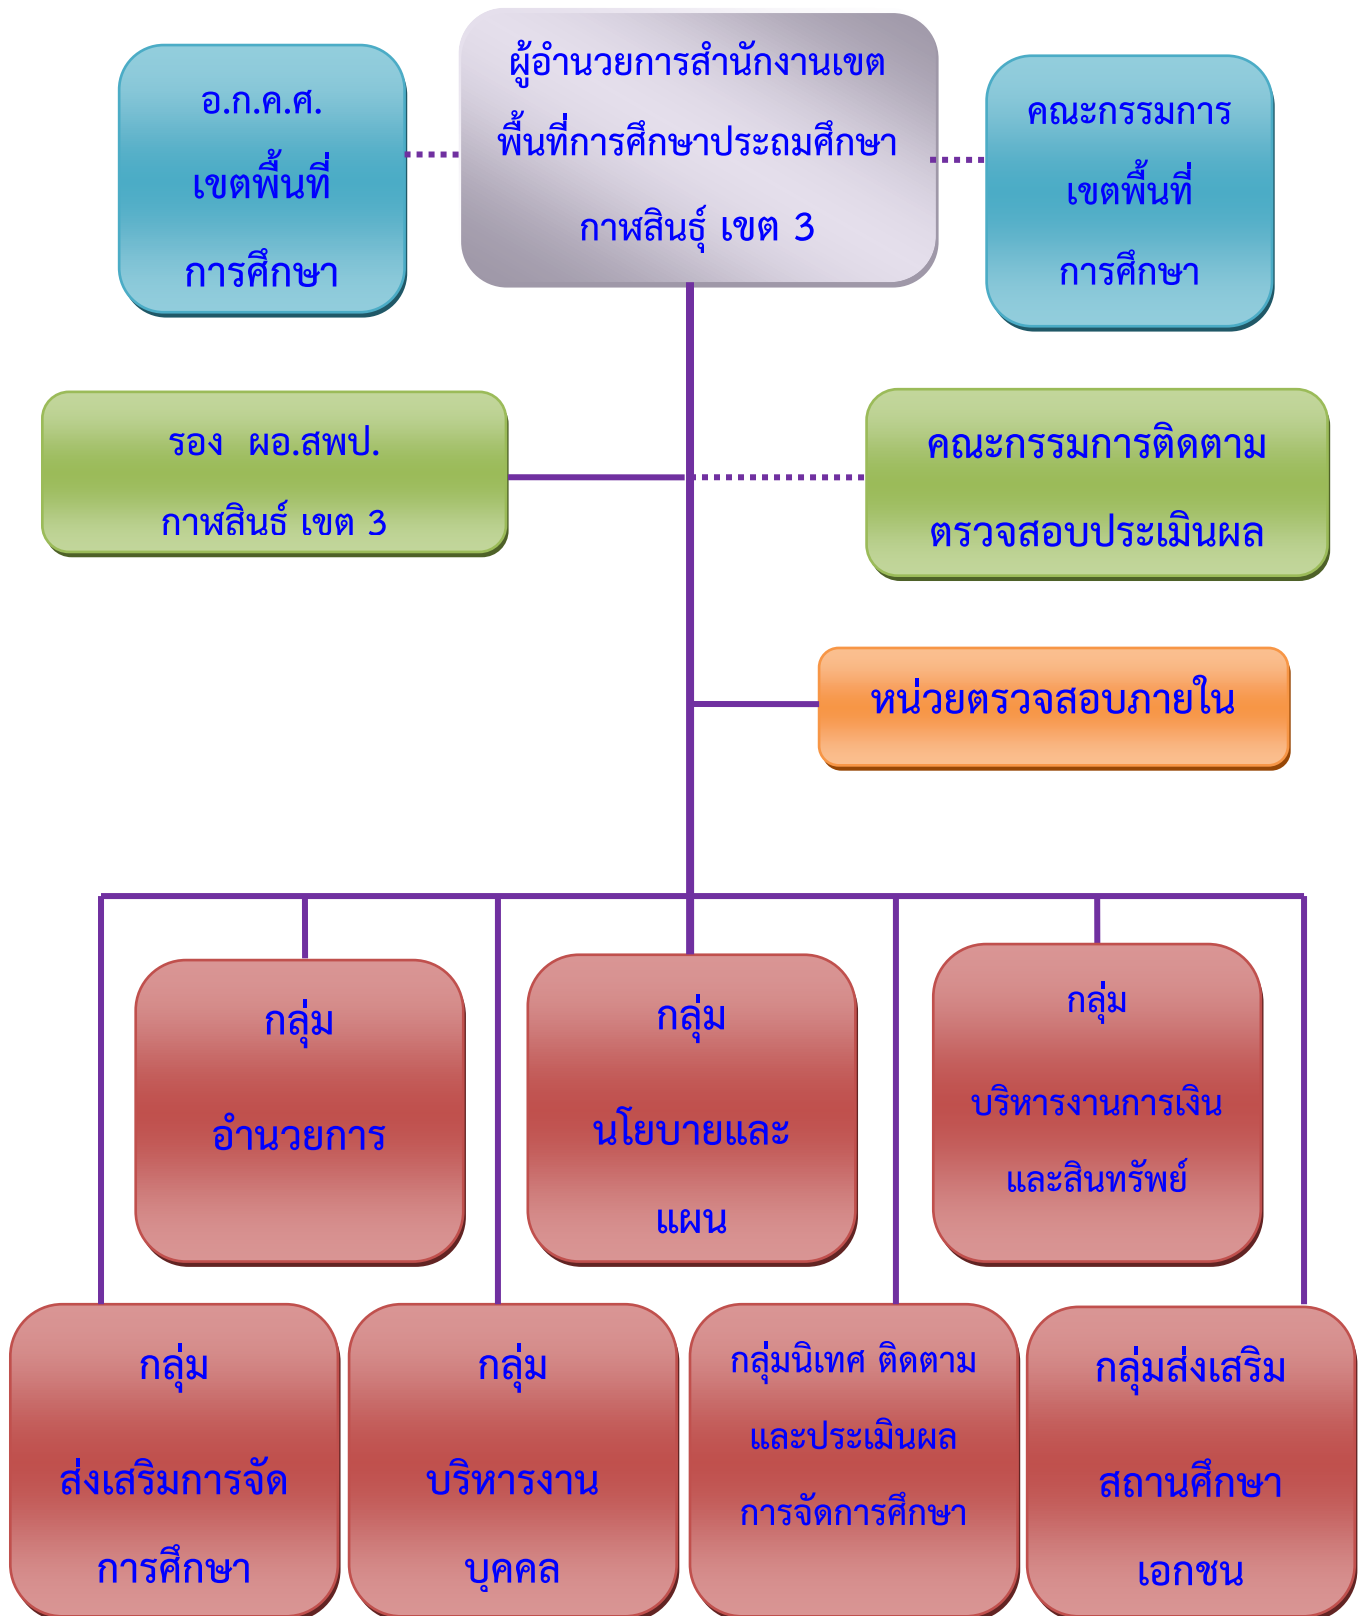 อ.ก.ค.ศ.
เขตพื้นที่
การศึกษา
ผู้อำนวยการสำนักงานเขต
พื้นที่การศึกษาประถมศึกษา
กาฬสินธุ์ เขต 3
คณะกรรมการ
เขตพื้นที่
การศึกษา
รอง ผอ.สพป.
กาฬสินธ์ เขต 3
คณะกรรมการติดตาม
ตรวจสอบประเมินผล
หน่วยตรวจสอบภายใน
กลุ่ม
อำนวยการ
กลุ่ม
นโยบายและ
แผน
กลุ่ม
บริหารงานการเงิน
และสินทรัพย์
กลุ่ม
ส่งเสริมการจัด
การศึกษา
กลุ่ม
บริหารงาน
บุคคล
กลุ่มนิเทศ ติดตาม
และประเมินผล
การจัดการศึกษา
กลุ่มส่งเสริม
สถานศึกษา
เอกชน